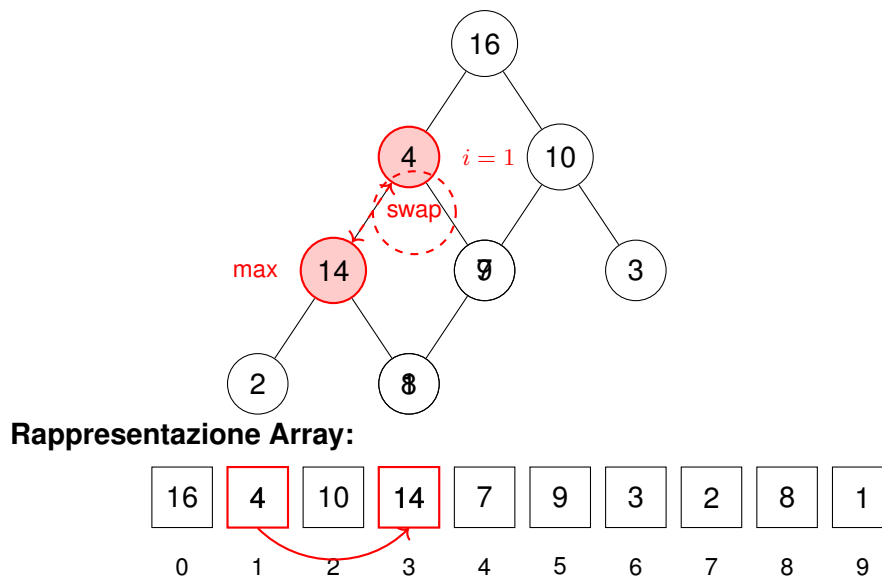 16
4 i = 1 10
swap
max 14 3
2
Rappresentazione Array:
16 4 10 14 7 9 3 2 8 1
0 1 2 3 4 5 6 7 8 9